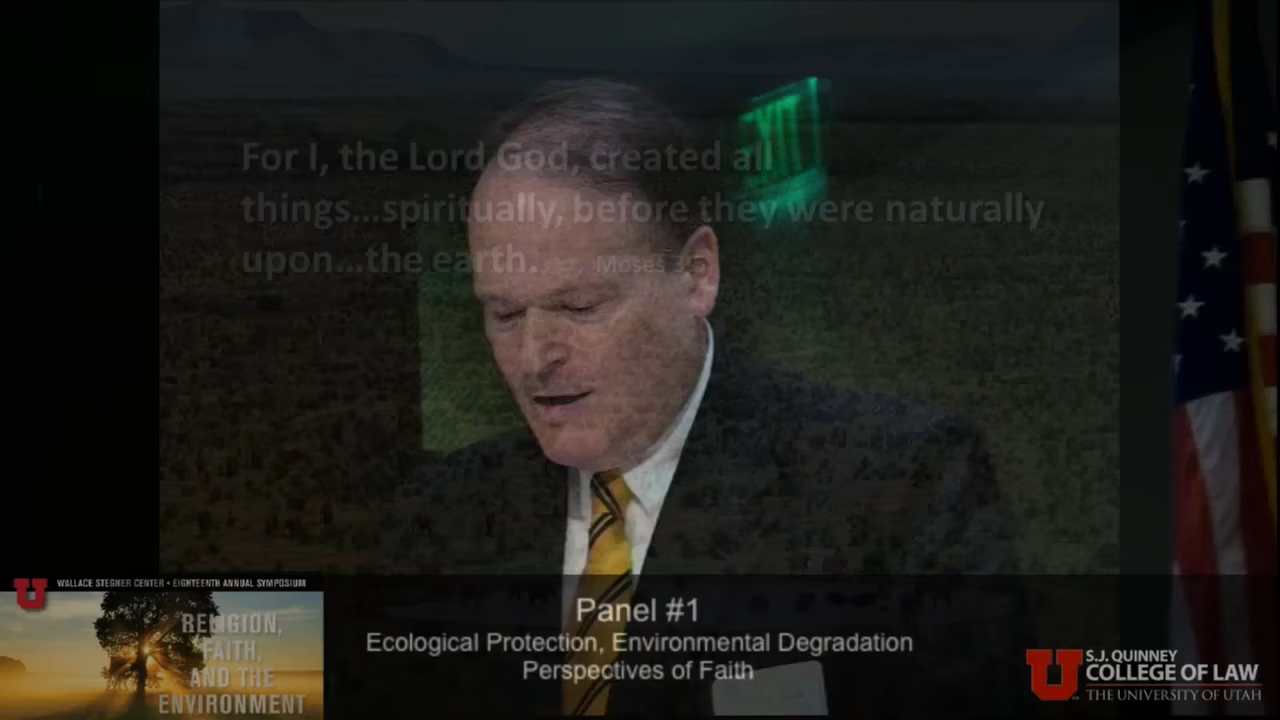 EXIT
For I, the Lord God, created all
things...spiritually, before they were naturally
upon...the earth.
Moses 3:
WALLACE STEGNER CENTER • EIGHTEENTH ANNUAL SYMPOSIUM
RELIGION,
FAITH,
AND THE
ENVIRONMENT
Panel #1
Ecological Protection, Environmental Degradation
Perspectives of Faith
U
S.J. QUINNEY
COLLEGE OF LAW
THE UNIVERSITY OF UTAH